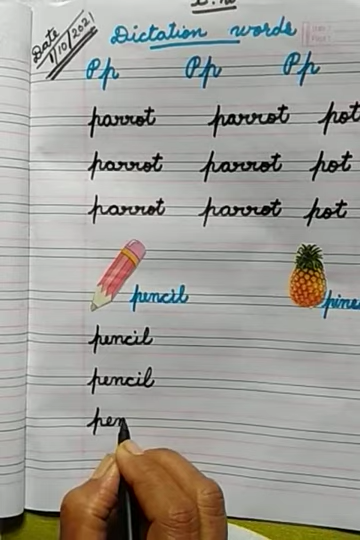 Date
1/10/202
Dictation words
Pp Pp Pp
parrot parrot pot
parrot parrot pot
parrot parrot pot
pencil pine
pencil
pencil
pen